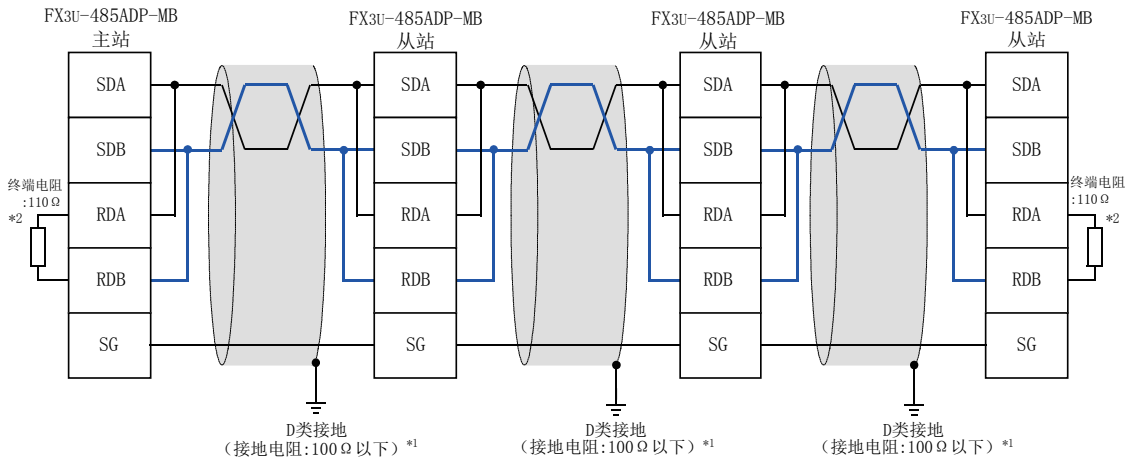 FX3U-485ADP-MB
主站
FX3U-485ADP-MB
从站
FX3U-485ADP-MB
从站
FX3U-485ADP-MB
从站
SDA
SDA
SDA
SDA
SDB
SDB
SDB
SDB
终端电阻
:110Ω
*2
RDA
RDA
RDA
RDA
终端电阻
:110Ω
*2
RDB
RDB
RDB
RDB
SG
SG
SG
SG
D类接地
(接地电阻:100Ω以下)*1
D类接地
(接地电阻:100Ω以下)*1
D类接地
(接地电阻:100Ω以下)*1